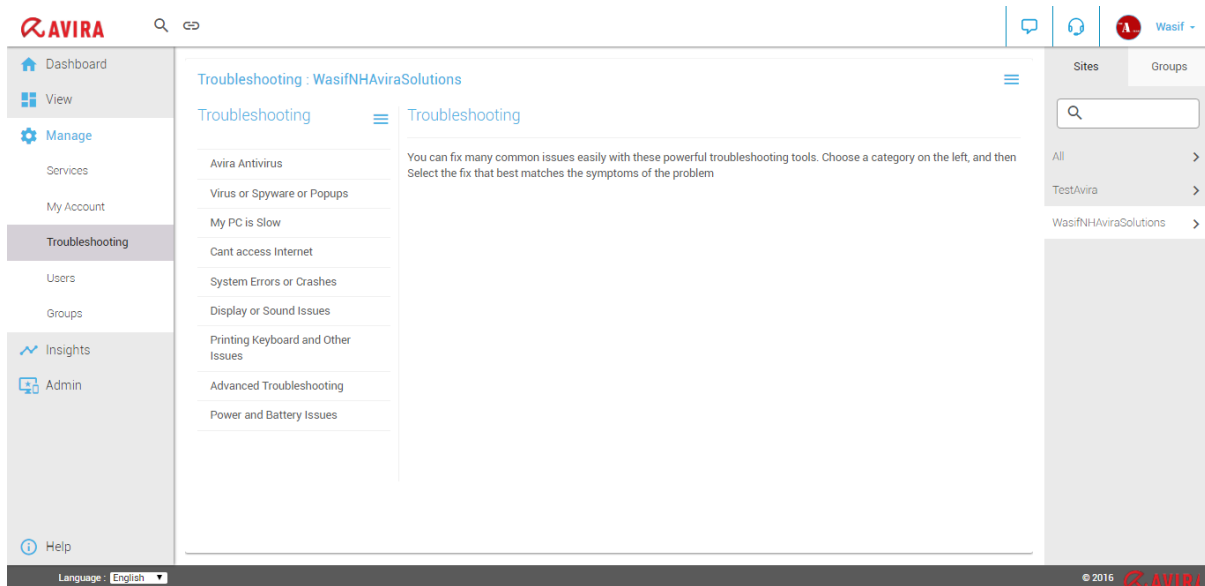 AVIRA
Wasif
Dashboard
View
Manage
Services
My Account
Troubleshooting
Users
Groups
Insights
Admin
Help
Troubleshooting : WasifNHAviraSolutions
Troubleshooting
Avira Antivirus
Virus or Spyware or Popups
My PC is Slow
Cant access Internet
System Errors or Crashes
Display or Sound Issues
Printing Keyboard and Other
Issues
Advanced Troubleshooting
Power and Battery Issues
Troubleshooting
You can fix many common issues easily with these powerful troubleshooting tools. Choose a category on the left, and then
Select the fix that best matches the symptoms of the problem
Sites Groups
All
TestAvira
WasifNHAviraSolutions
Language : English
© 2016 AVIRA